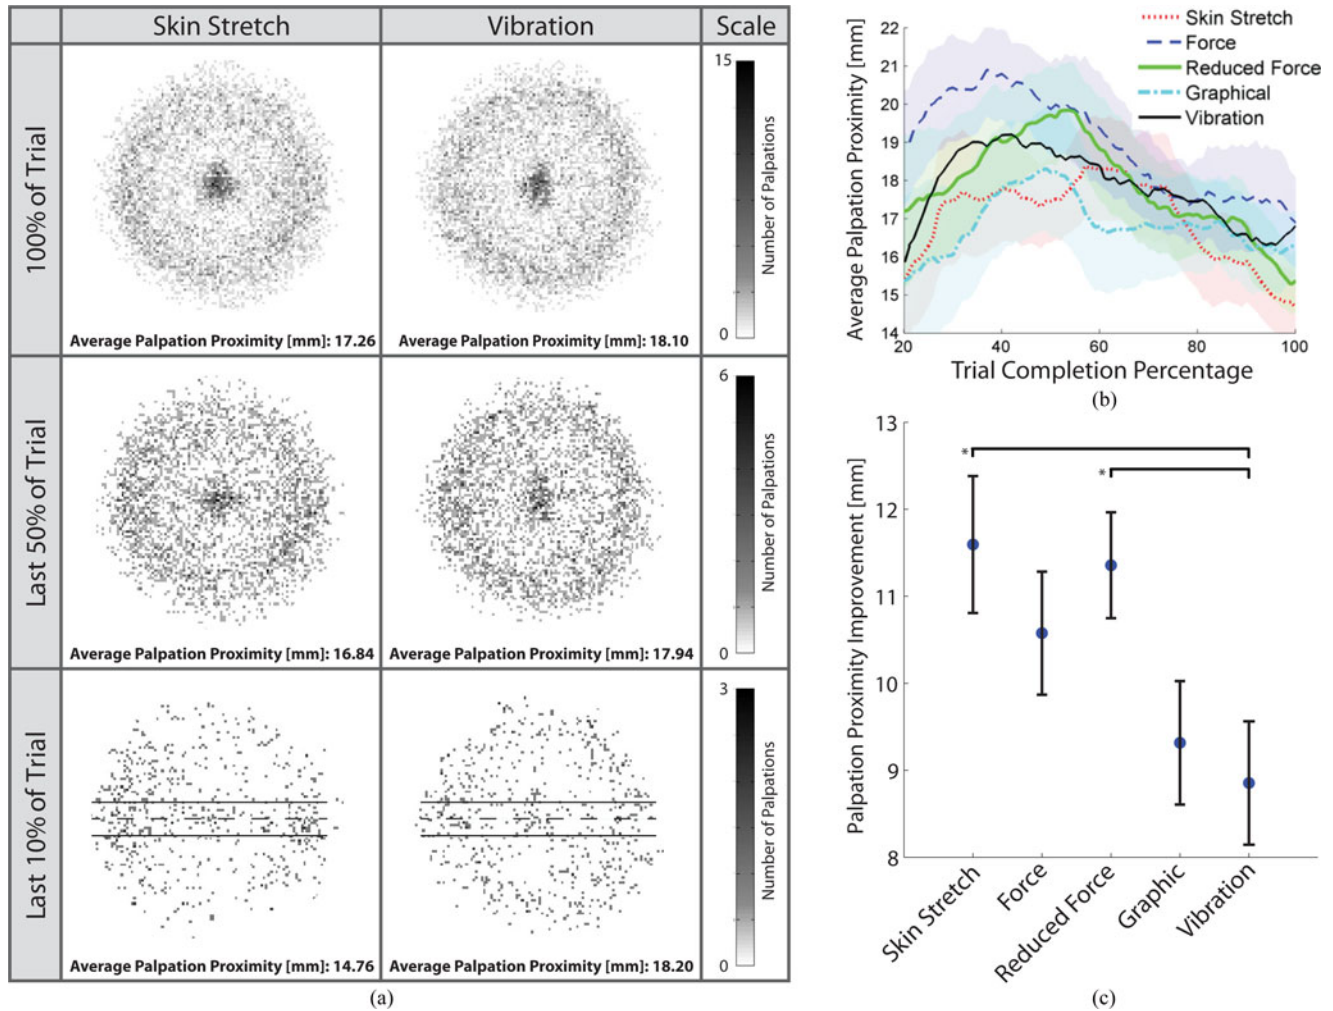 Skin Stretch
Vibration
Scale
100% of Trial
Average Palpation Proximity [mm]: 17.26
Average Palpation Proximity [mm]: 18.10
15
Number of Palpations
0
Last 50% of Trial
Average Palpation Proximity [mm]: 16.84
Average Palpation Proximity [mm]: 17.94
6
Number of Palpations
0
Last 10% of Trial
Average Palpation Proximity [mm]: 14.76
Average Palpation Proximity [mm]: 18.20
3
Number of Palpations
0
(a)
Average Palpation Proximity [mm]
22
21
20
19
18
17
16
15
14
Skin Stretch
Force
Reduced Force
Graphical
Vibration
20
40
60
80
100
Trial Completion Percentage
(b)
Palpation Proximity Improvement [mm]
13
12
11
10
9
8
*
*
Skin Stretch
Force
Reduced Force
Graphic
Vibration
(c)